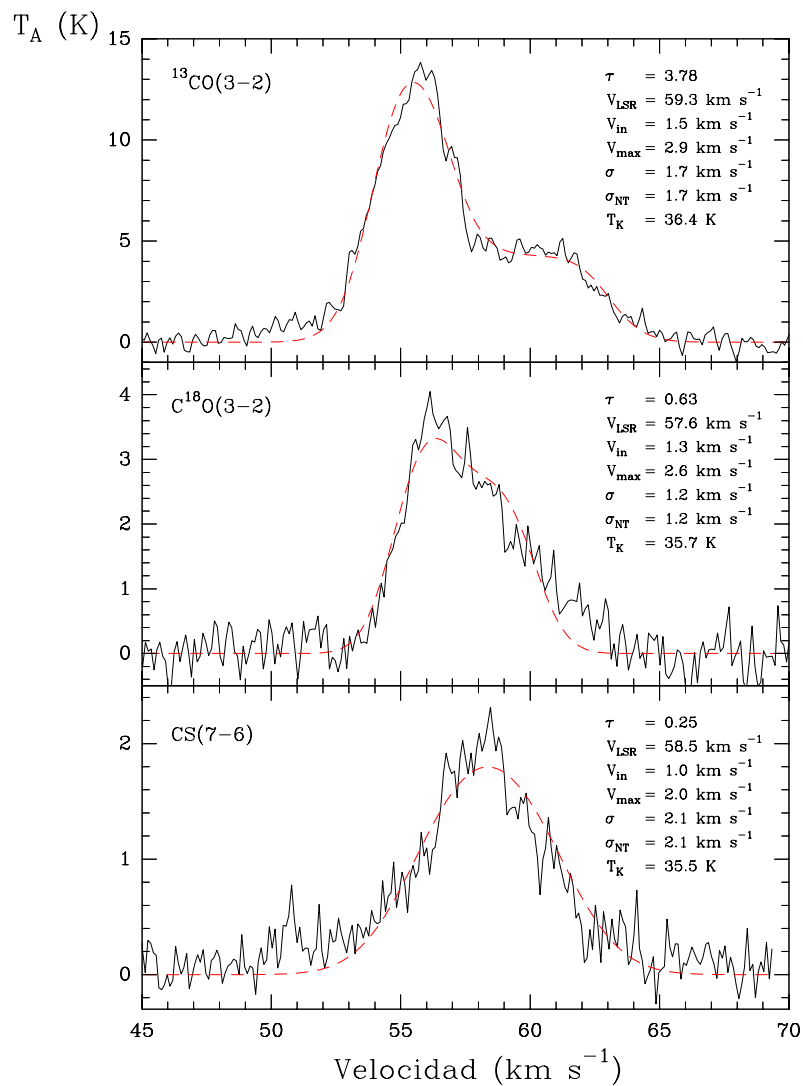 T_A (K)
15
¹³CO(3−2)
τ = 3.78
V_LSR = 59.3 km s⁻¹
V_in = 1.5 km s⁻¹
V_max = 2.9 km s⁻¹
σ = 1.7 km s⁻¹
σ_NT = 1.7 km s⁻¹
T_K = 36.4 K
10
5
0
4
C¹⁸O(3−2)
τ = 0.63
V_LSR = 57.6 km s⁻¹
V_in = 1.3 km s⁻¹
V_max = 2.6 km s⁻¹
σ = 1.2 km s⁻¹
σ_NT = 1.2 km s⁻¹
T_K = 35.7 K
3
2
1
0
CS(7−6)
τ = 0.25
V_LSR = 58.5 km s⁻¹
V_in = 1.0 km s⁻¹
V_max = 2.0 km s⁻¹
σ = 2.1 km s⁻¹
σ_NT = 2.1 km s⁻¹
T_K = 35.5 K
2
1
0
45 50 55 60 65 70
Velocidad (km s⁻¹)